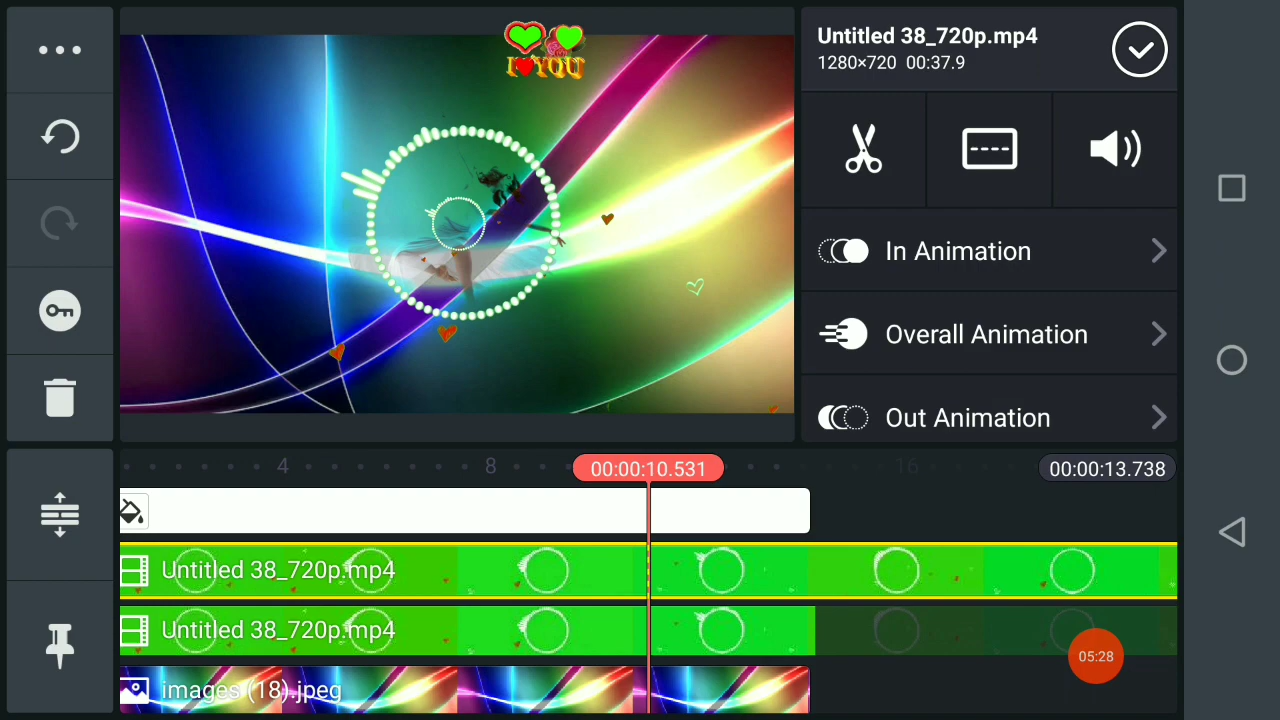 I YOU
Untitled 38_720p.mp4
1280×720 00:37.9
In Animation
Overall Animation
Out Animation
4
8
00:00:10.531
16
00:00:13.738
Untitled 38_720p.mp4
Untitled 38_720p.mp4
images (18).jpeg
05:28